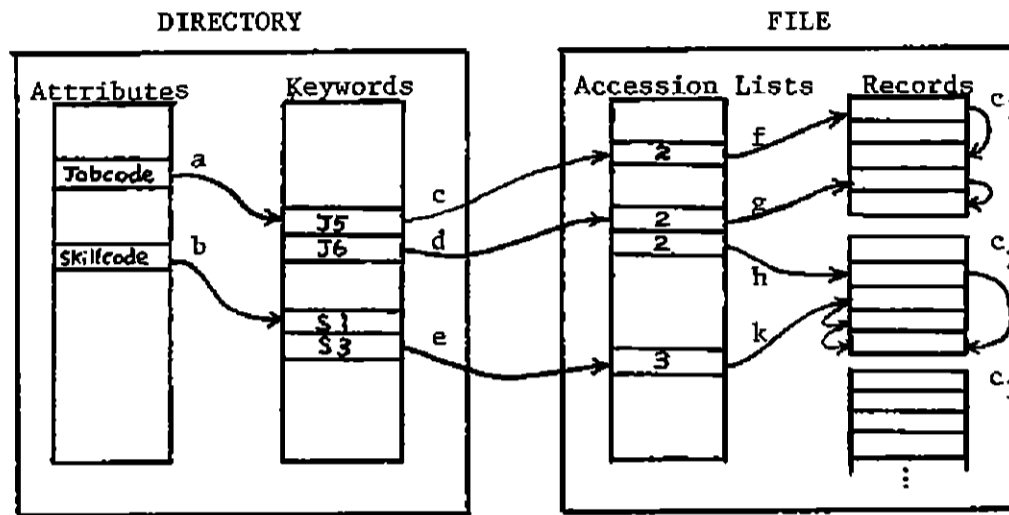 DIRECTORY
FILE
Attributes
Keywords
Accession Lists
Records
Jobcode
Skillcode
a
b
J5
J6
S1
S3
c
d
e
2
2
2
3
f
g
h
k
c
c
c
...